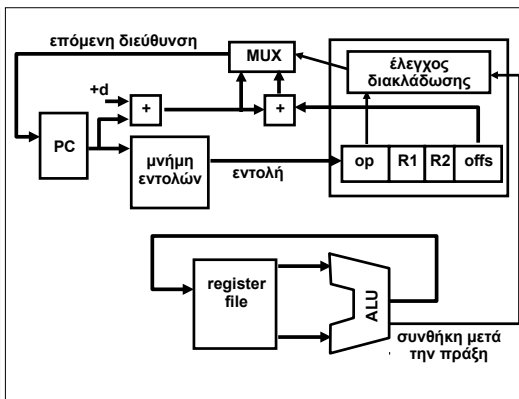 επόμενη διεύθυνση
MUX
έλεγχος
διακλάδωσης
+d
+
+
PC
μνήμη
εντολών
εντολή
op R1 R2 offs
register
file
ALU
συνθήκη μετά
την πράξη